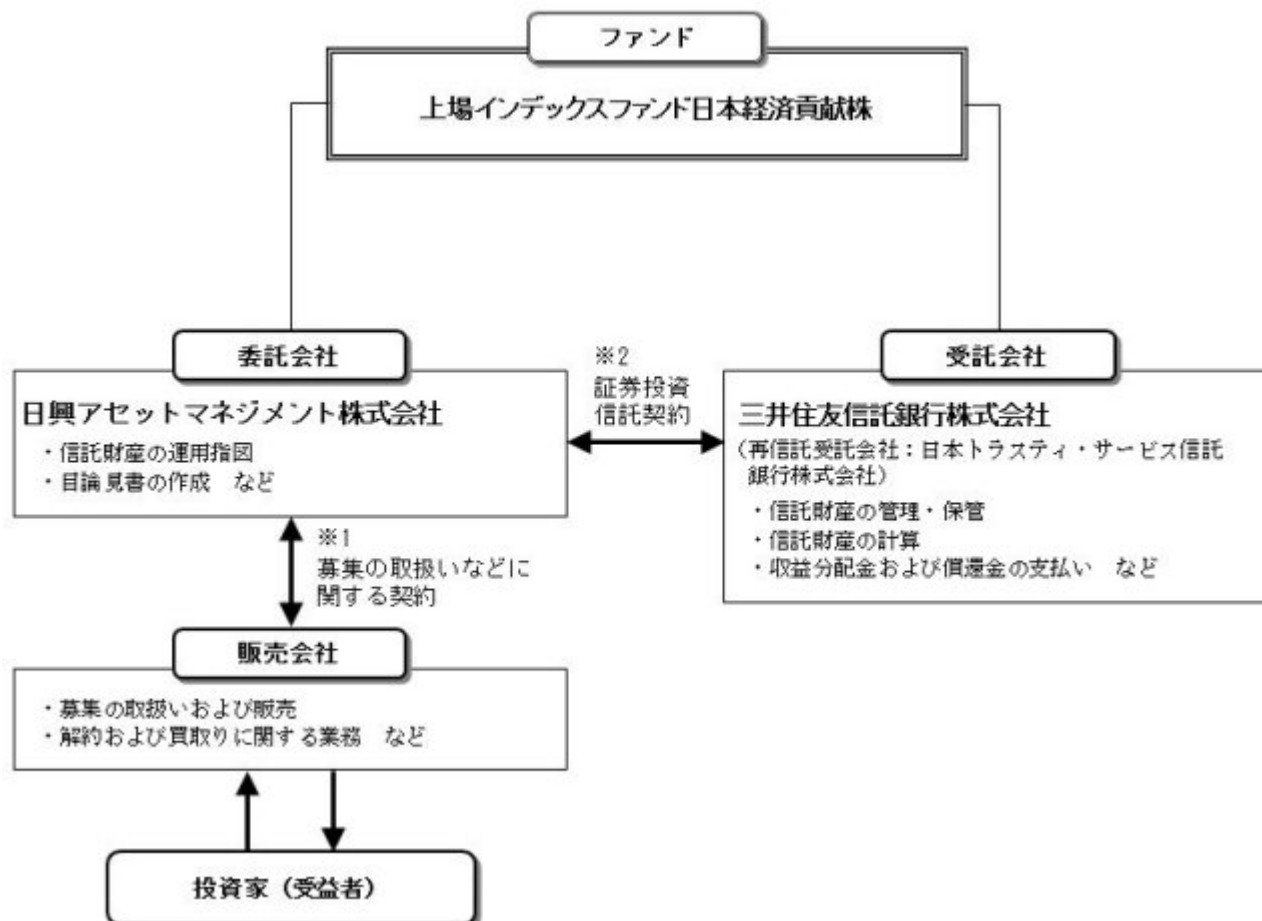 ファンド
上場インデックスファンド日本経済貢献株
委託会社
日興アセットマネジメント株式会社
・信託財産の運用指図
・目論見書の作成　など
※2
証券投資
信託契約
受託会社
三井住友信託銀行株式会社
（再信託受託会社：日本トラスティ・サービス信託
銀行株式会社）
・信託財産の管理・保管
・信託財産の計算
・収益分配金および償還金の支払い　など
※1
募集の取扱いなどに
関する契約
販売会社
・募集の取扱いおよび販売
・解約および買取りに関する業務　など
投資家（受益者）